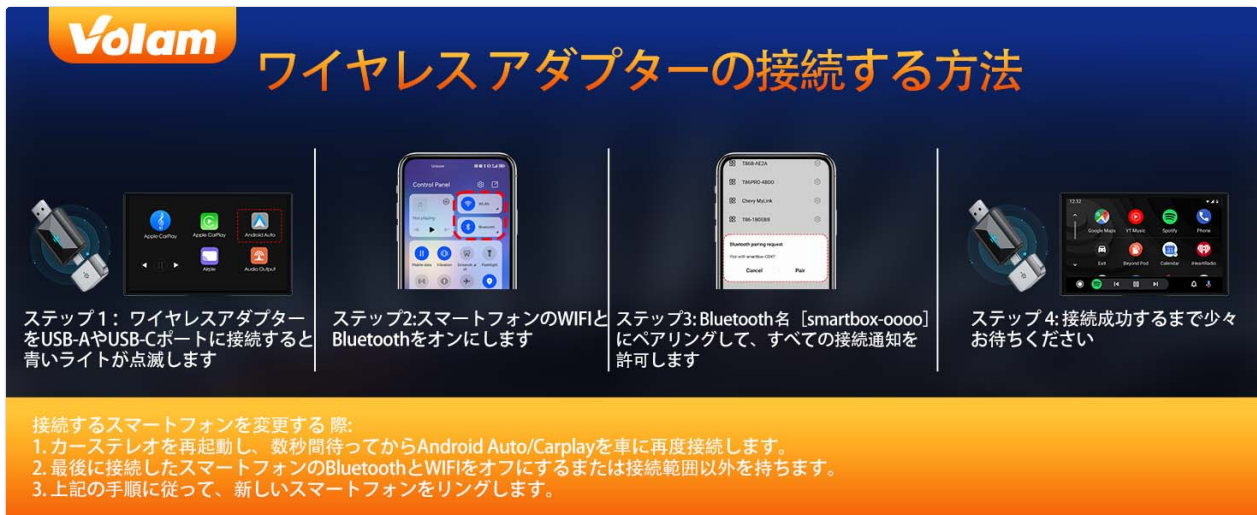 Volam
ワイヤレスアダプターの接続する方法
Apple CarPlay
Apple CarPlay
Android Auto
Airple
Audio Output
Control Panel
WLAN
Not playing
Bluetooth
Mobile data
Vibration
Flashlight
T86B-AE2A
T86PRO-4BD0
Chevy MyLink
Bluetooth pairing request
Cancel
Pair
12:32
Google Maps
YT Music
Spotify
Phone
Exit
Beyond Pod
Calendar
iHeartRadio
ステップ1：ワイヤレスアダプター
をUSB-AやUSB-Cポートに接続すると
青いライトが点滅します
ステップ2:スマートフォンのWIFIと
Bluetoothをオンにします
ステップ3: Bluetooth名［smartbox-oooo］
にペアリングして、すべての接続通知を
許可します
ステップ 4: 接続成功するまで少々
お待ちください
接続するスマートフォンを変更する 際:
1. カーステレオを再起動し、数秒間待ってからAndroid Auto/Carplayを車に再度接続します。
2. 最後に接続したスマートフォンのBluetoothとWIFIをオフにするまたは接続範囲以外を持ちます。
3. 上記の手順に従って、新しいスマートフォンをリングします。